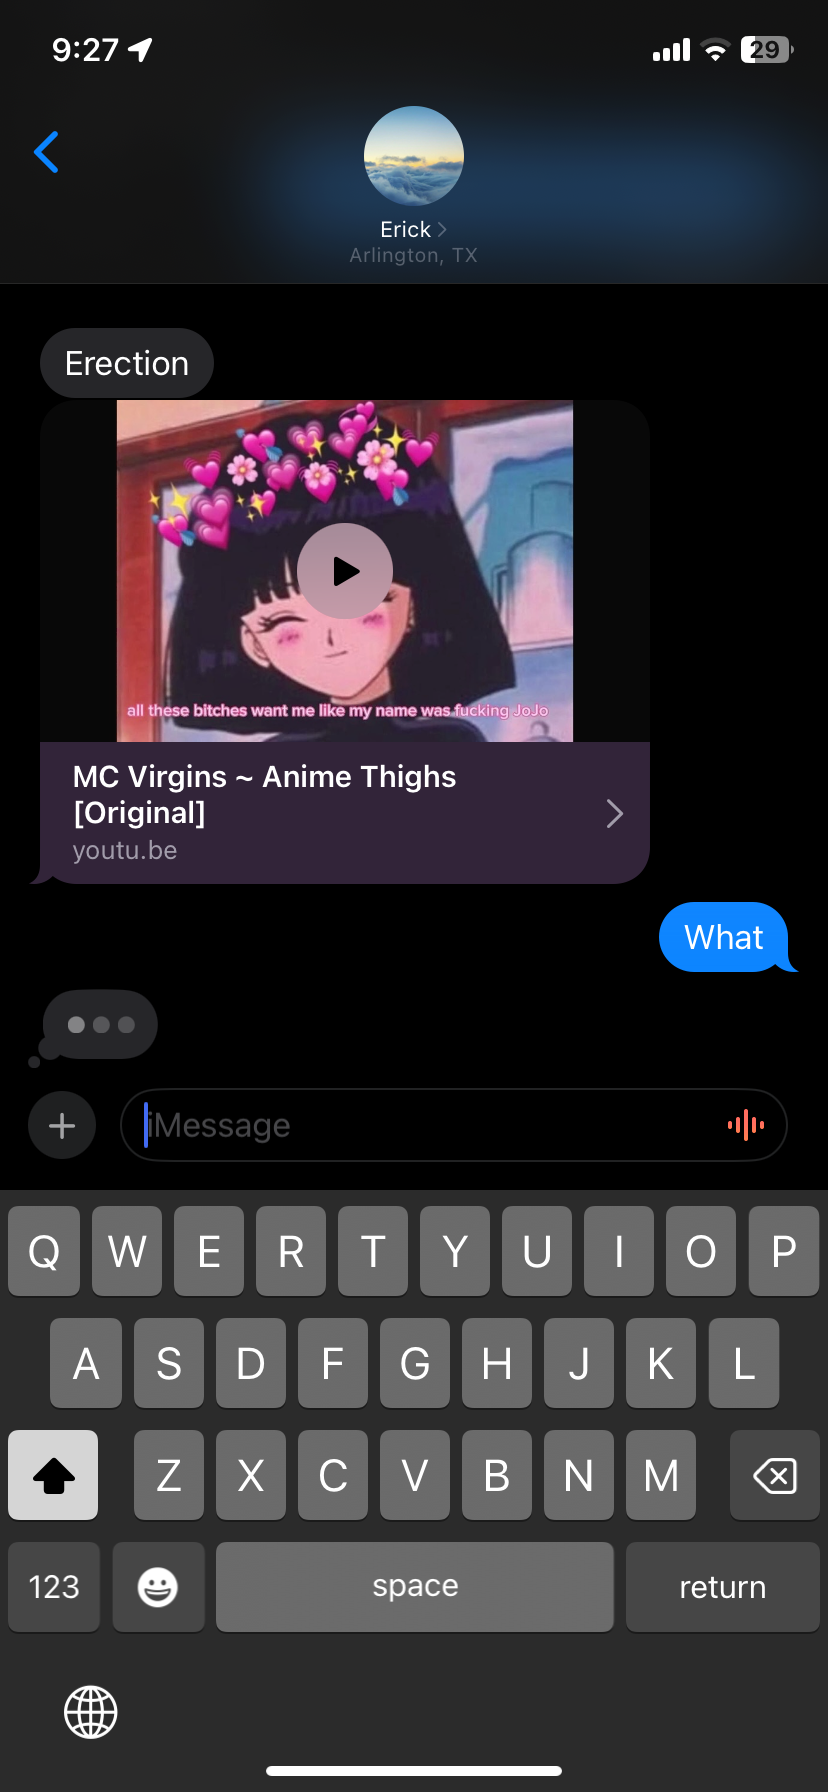 9:27
29
Erick
Arlington, TX
Erection
all these bitches want me like my name was fucking JoJo
MC Virgins ~ Anime Thighs
[Original]
youtu.be
What
iMessage
Q W E R T Y U I O P
A S D F G H J K L
Z X C V B N M
123 space return